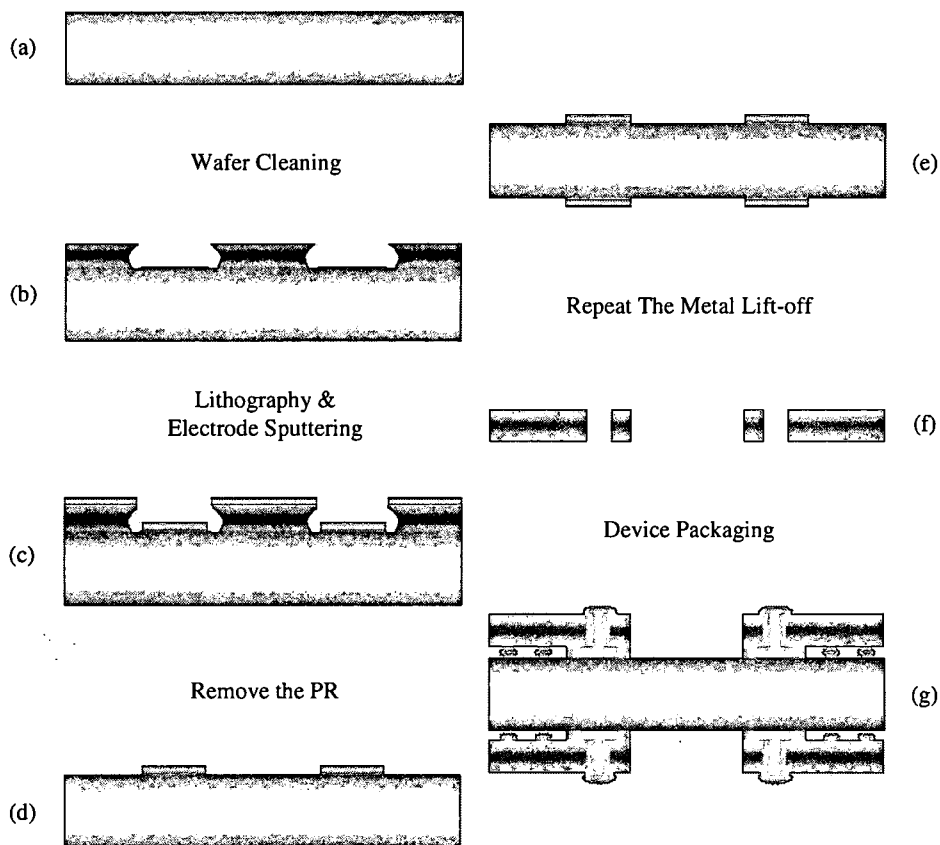 (a)
Wafer Cleaning
(b)
Lithography &
Electrode Sputtering
(c)
Remove the PR
(d)
(e)
Repeat The Metal Lift-off
(f)
Device Packaging
(g)